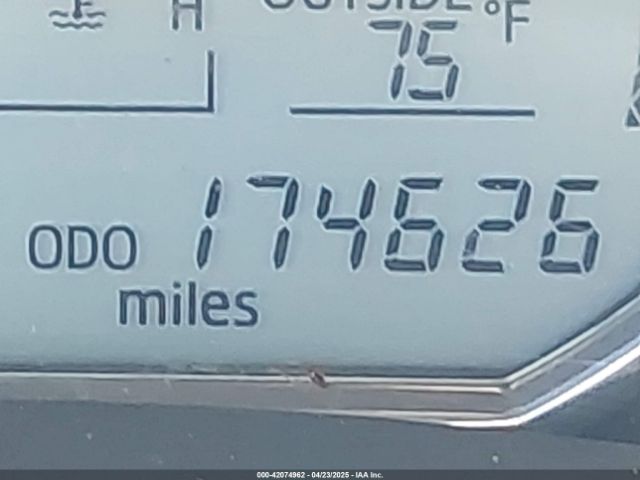 H OUTSIDE °F
75
ODO 174626
miles
000-42074962 - 04/23/2025 - IAA Inc.